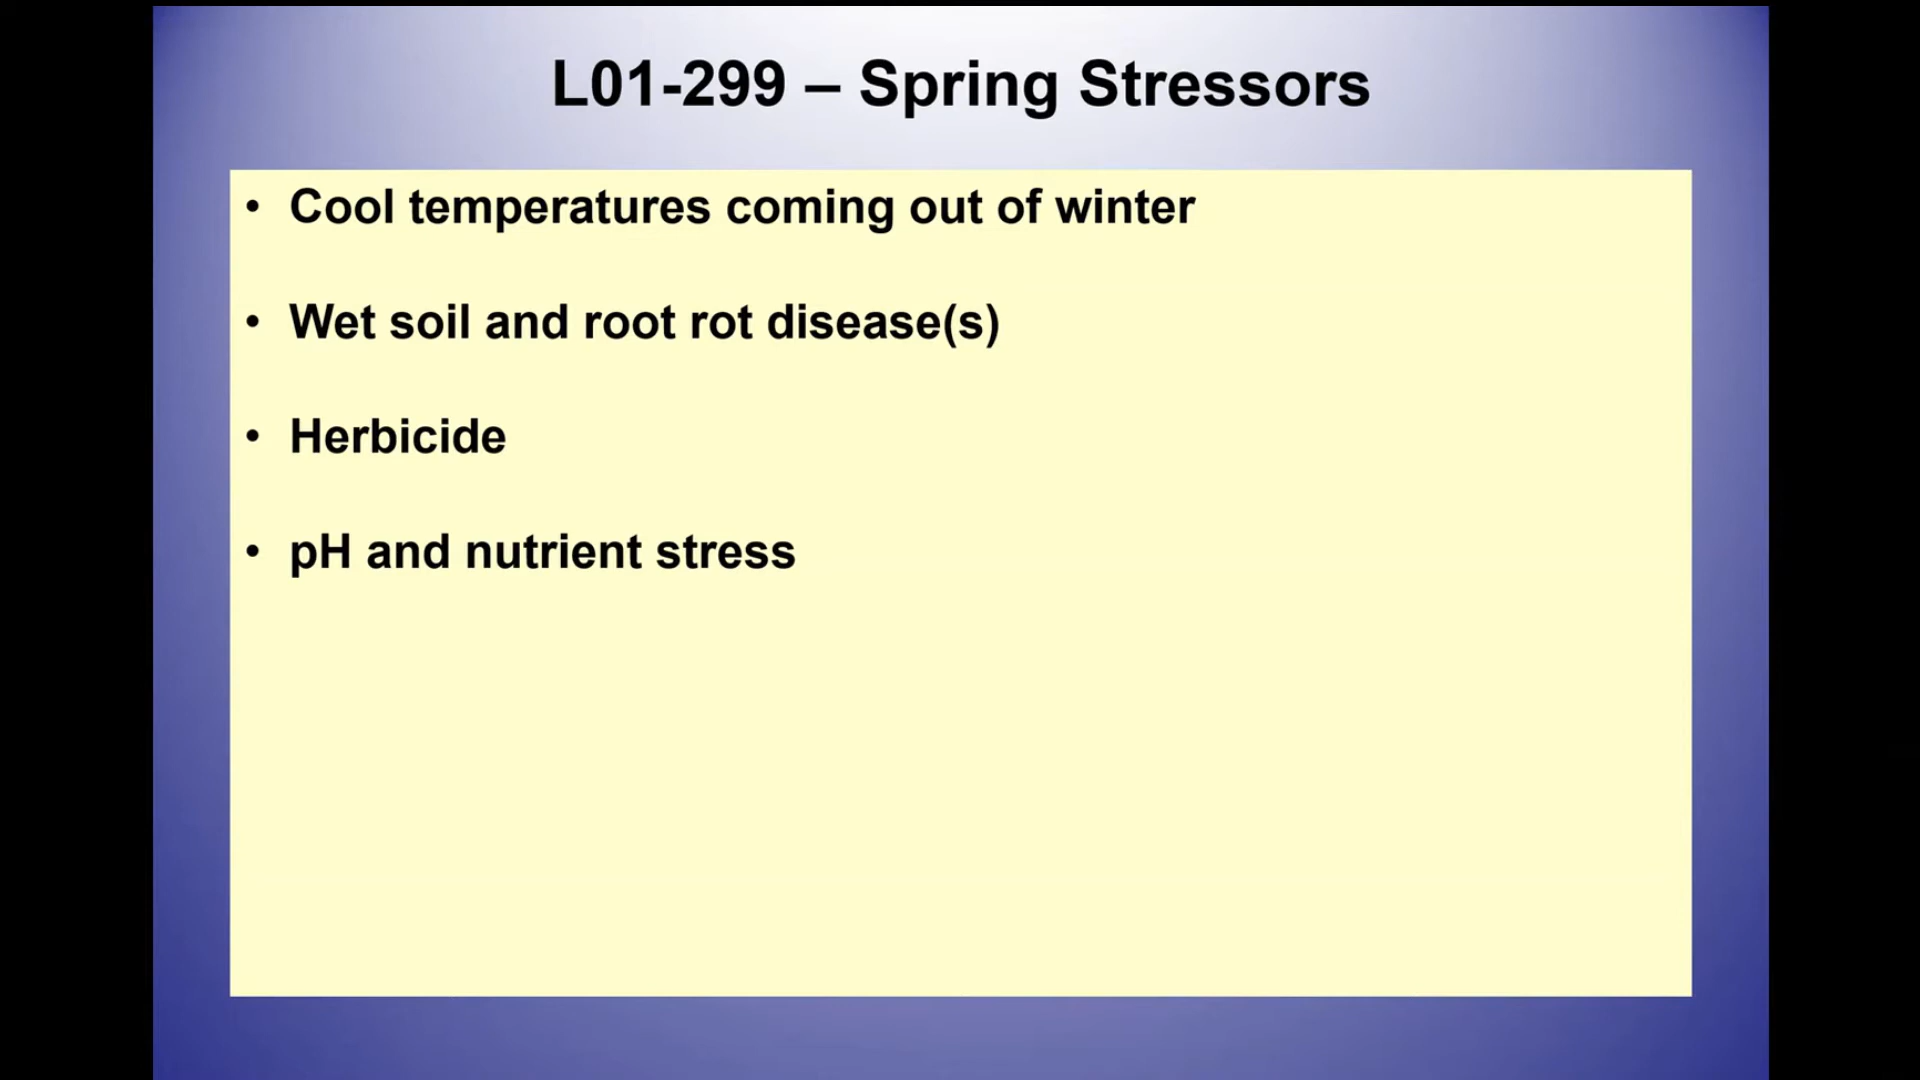 L01-299 – Spring Stressors
• Cool temperatures coming out of winter
• Wet soil and root rot disease(s)
• Herbicide
• pH and nutrient stress